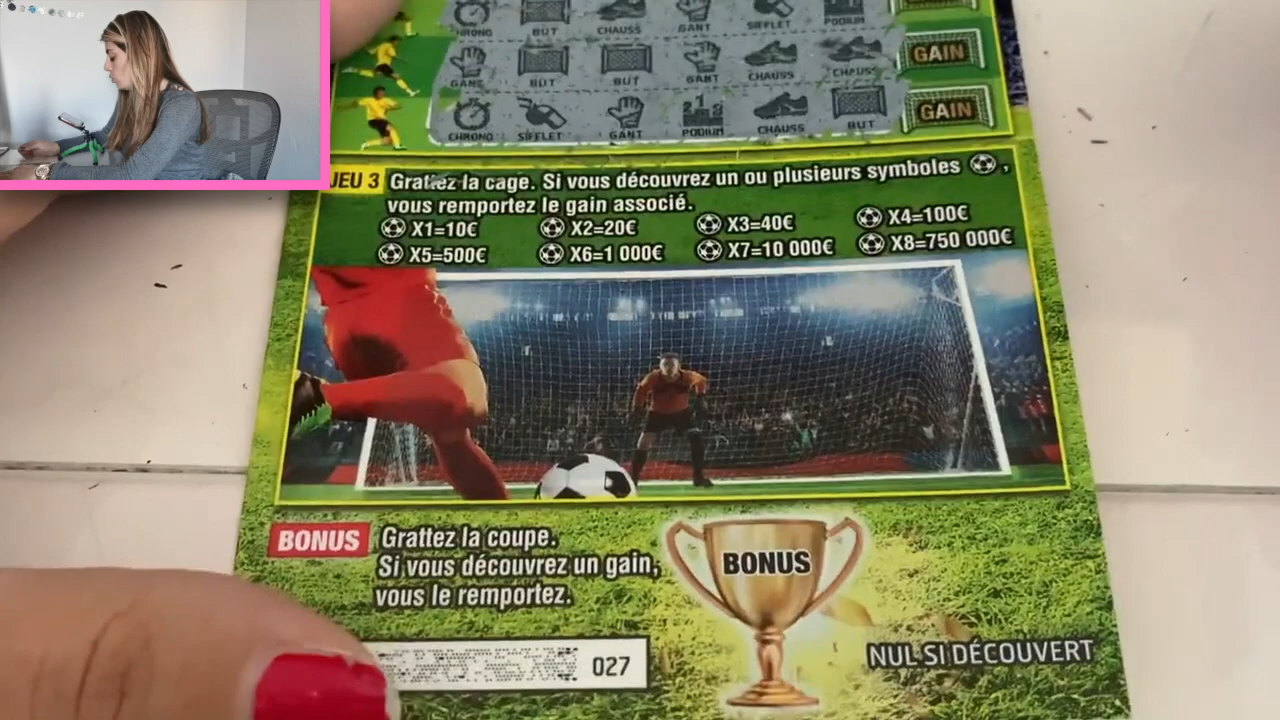 CHRONO BUT CHAUSS GANT SIFFLET PODIUM
GANT BUT BUT GANT CHAUSS CHAUSS GAIN
CHRONO SIFFLET GANT PODIUM CHAUSS BUT GAIN
JEU 3 Grattez la cage. Si vous découvrez un ou plusieurs symboles ,
vous remportez le gain associé.
X1=10€ X2=20€ X3=40€ X4=100€
X5=500€ X6=1 000€ X7=10 000€ X8=750 000€
BONUS Grattez la coupe.
Si vous découvrez un gain,
vous le remportez.
BONUS
027
NUL SI DÉCOUVERT